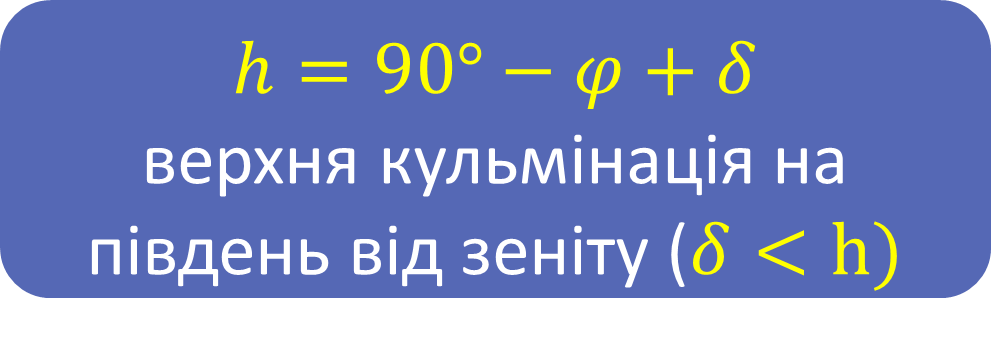 ℎ = 90° − 𝜑 + 𝛿
верхня кульмінація на
південь від зеніту (𝛿 < h)